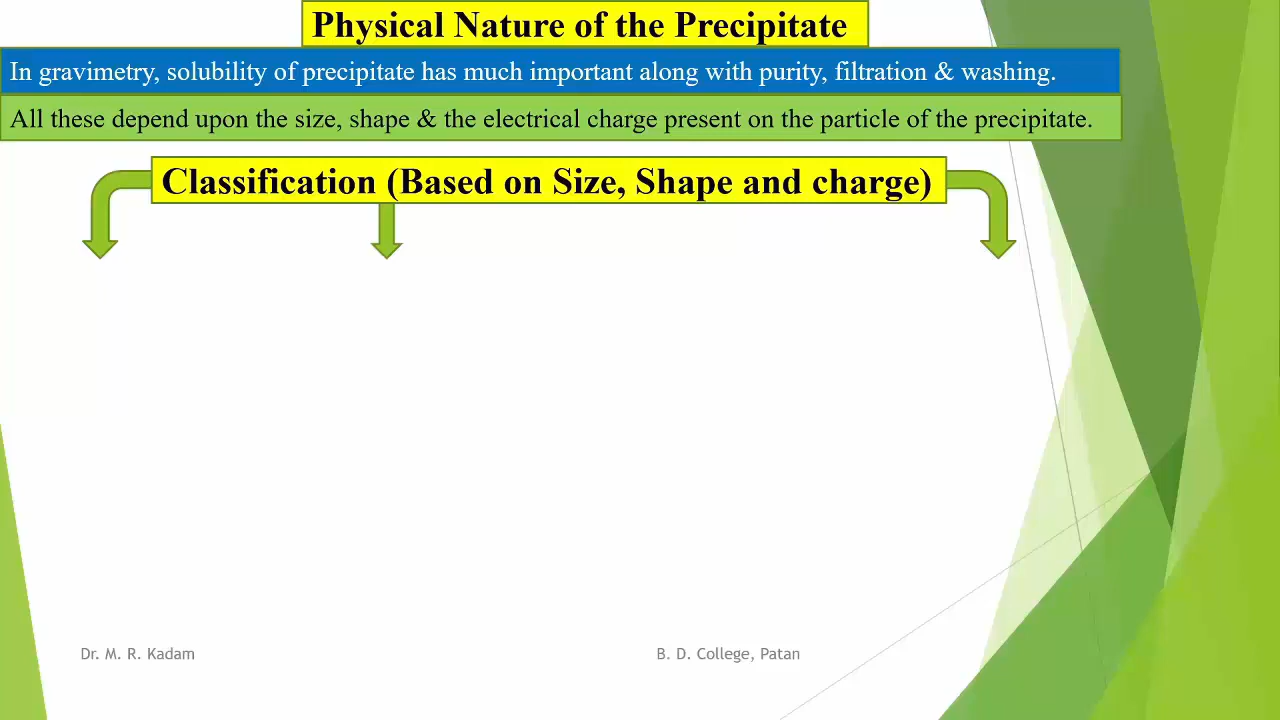 Physical Nature of the Precipitate
In gravimetry, solubility of precipitate has much important along with purity, filtration & washing.
All these depend upon the size, shape & the electrical charge present on the particle of the precipitate.
Classification (Based on Size, Shape and charge)
Dr. M. R. Kadam
B. D. College, Patan